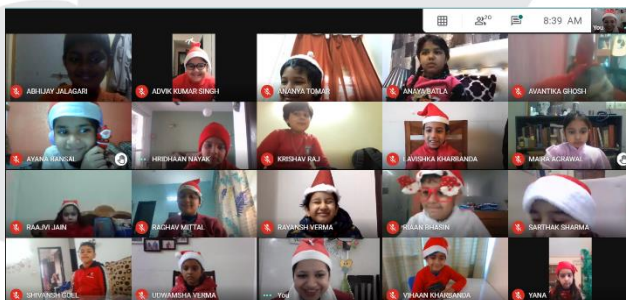 20
8:39 AM
You
ABHIJAY JALAGARI
ADVIK KUMAR SINGH
ANANYA TOMAR
ANAYA BATLA
AVANTIKA GHOSH
AYANA BANSAL
HRIDHAAN NAYAK
KRISHAV RAJ
LAVISHKA KHARBANDA
MAIRA AGRAWAL
RAAJVI JAIN
RAGHAV MITTAL
RAYANSH VERMA
RIAAN BHASIN
SARTHAK SHARMA
SHIVANSH GOEL
UDWAMSHA VERMA
You
VIHAAN KHARBANDA
YANA